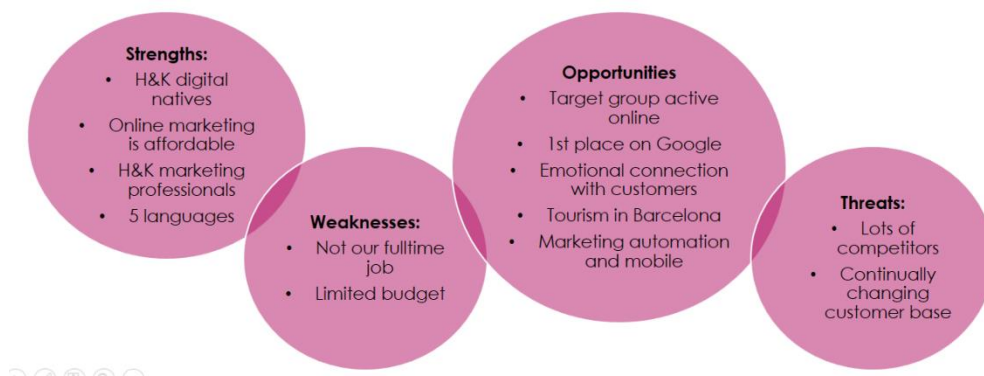 Strengths:
• H&K digital
natives
• Online marketing
is affordable
• H&K marketing
professionals
• 5 languages
Weaknesses:
• Not our fulltime
job
• Limited budget
Opportunities
• Target group active
online
• 1st place on Google
• Emotional connection
with customers
• Tourism in Barcelona
• Marketing automation
and mobile
Threats:
• Lots of
competitors
• Continually
changing
customer base